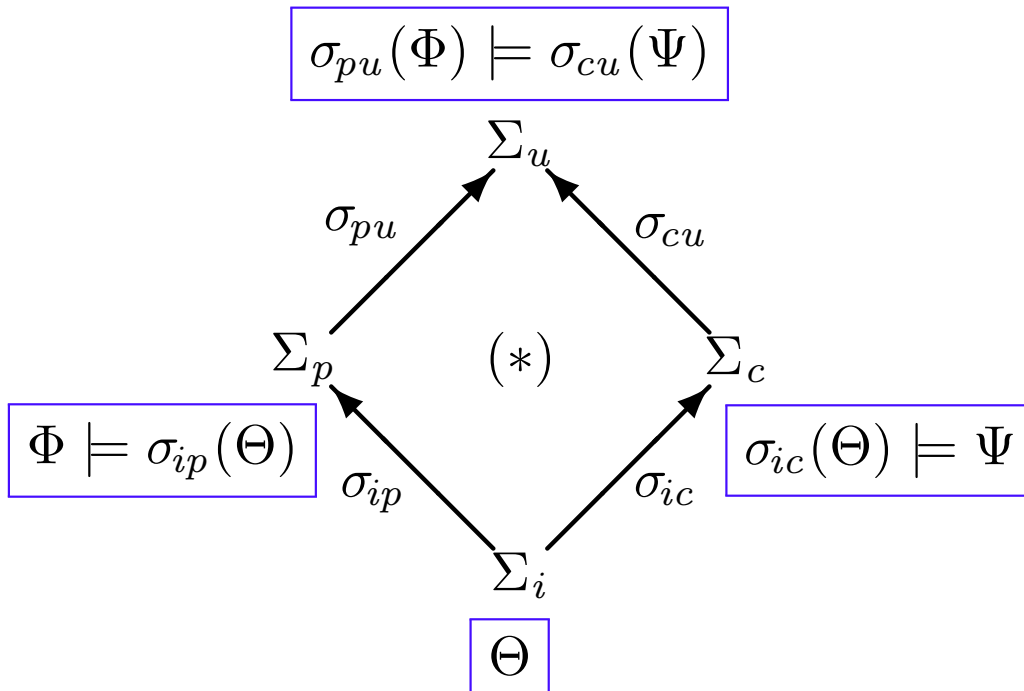 σ_pu(Φ) ⊨ σ_cu(Ψ)
Σ_u
σ_pu σ_cu
Σ_p (∗) Σ_c
Φ ⊨ σ_ip(Θ) σ_ic(Θ) ⊨ Ψ
σ_ip σ_ic
Σ_i
Θ